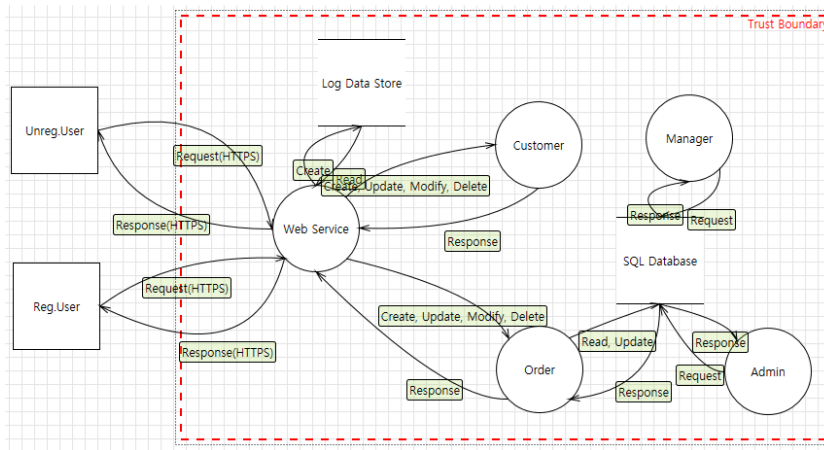 Trust Boundary
Log Data Store
Unreg.User
Customer
Manager
Request(HTTPS)
Create
Read
Create, Update, Modify, Delete
Response(HTTPS)
Web Service
Response
Response
Request
SQL Database
Reg.User
Request(HTTPS)
Create, Update, Modify, Delete
Response(HTTPS)
Read, Update
Response
Order
Request
Admin
Response
Response